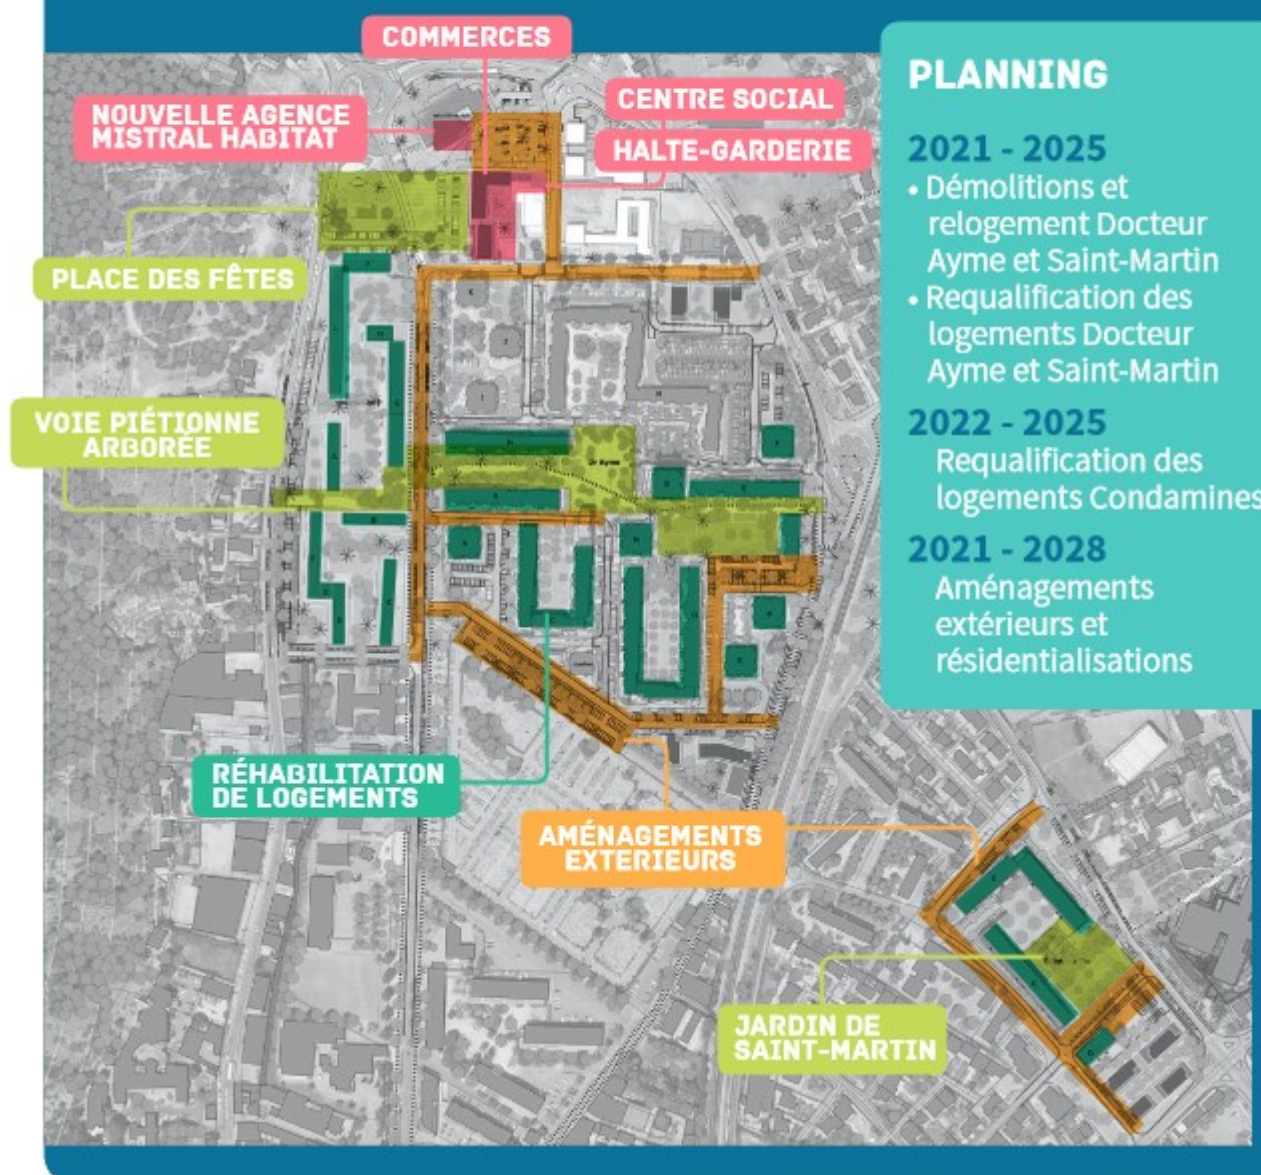 COMMERCES
NOUVELLE AGENCE
MISTRAL HABITAT
CENTRE SOCIAL
HALTE-GARDERIE
PLACE DES FÊTES
VOIE PIÉTIONNE
ARBORÉE
Dr Ayme
RÉHABILITATION
DE LOGEMENTS
AMÉNAGEMENTS
EXTERIEURS
JARDIN DE
SAINT-MARTIN
PLANNING
2021 - 2025
• Démolitions et
relogement Docteur
Ayme et Saint-Martin
• Requalification des
logements Docteur
Ayme et Saint-Martin
2022 - 2025
Requalification des
logements Condamines
2021 - 2028
Aménagements
extérieurs et
résidentialisations